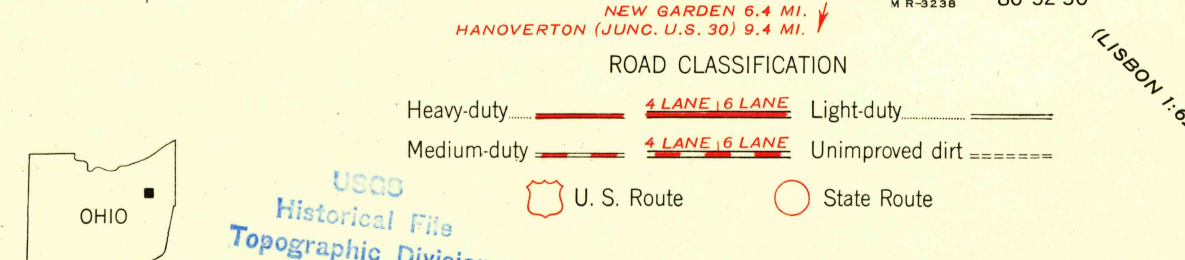 NEW GARDEN 6.4 MI.
HANOVERTON (JUNC. U.S. 30) 9.4 MI.
MR-3238
ROAD CLASSIFICATION
Heavy-duty 4 LANE 6 LANE Light-duty
Medium-duty 4 LANE 6 LANE Unimproved dirt
U. S. Route State Route
OHIO
USGS
Historical File
Topographic
(LISBON